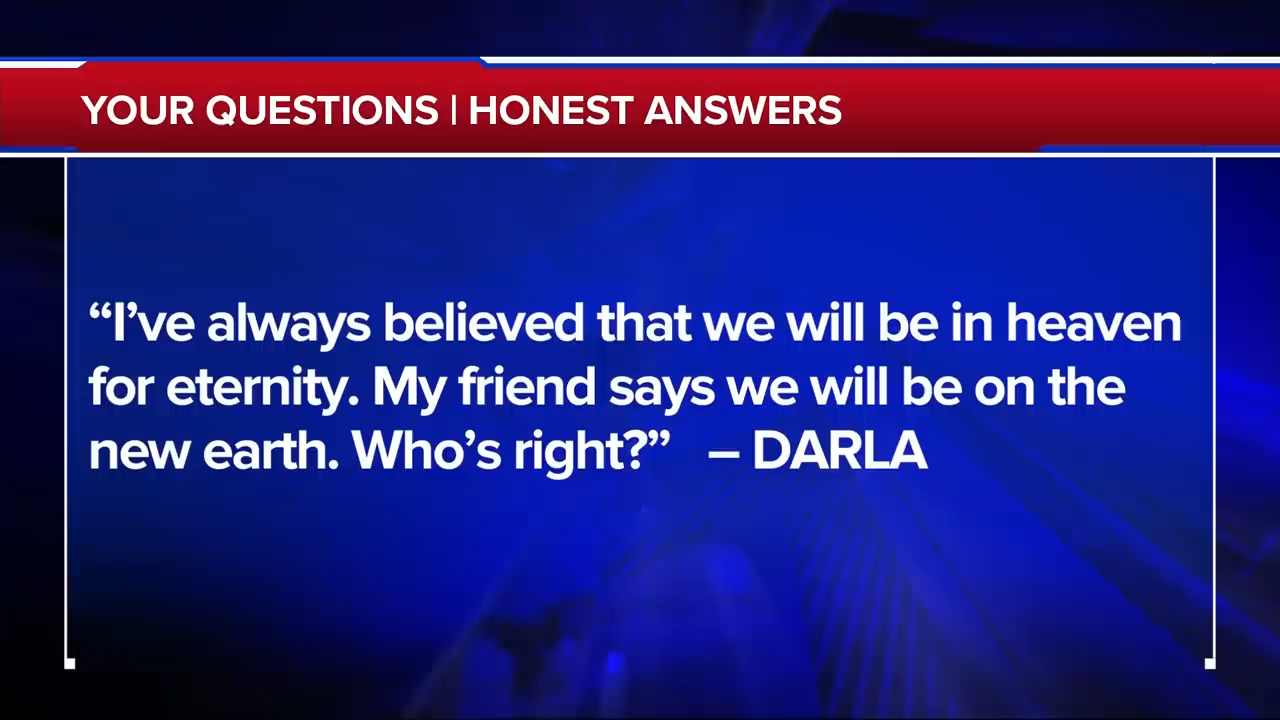 YOUR QUESTIONS | HONEST ANSWERS
“I’ve always believed that we will be in heaven
for eternity. My friend says we will be on the
new earth. Who’s right?” – DARLA